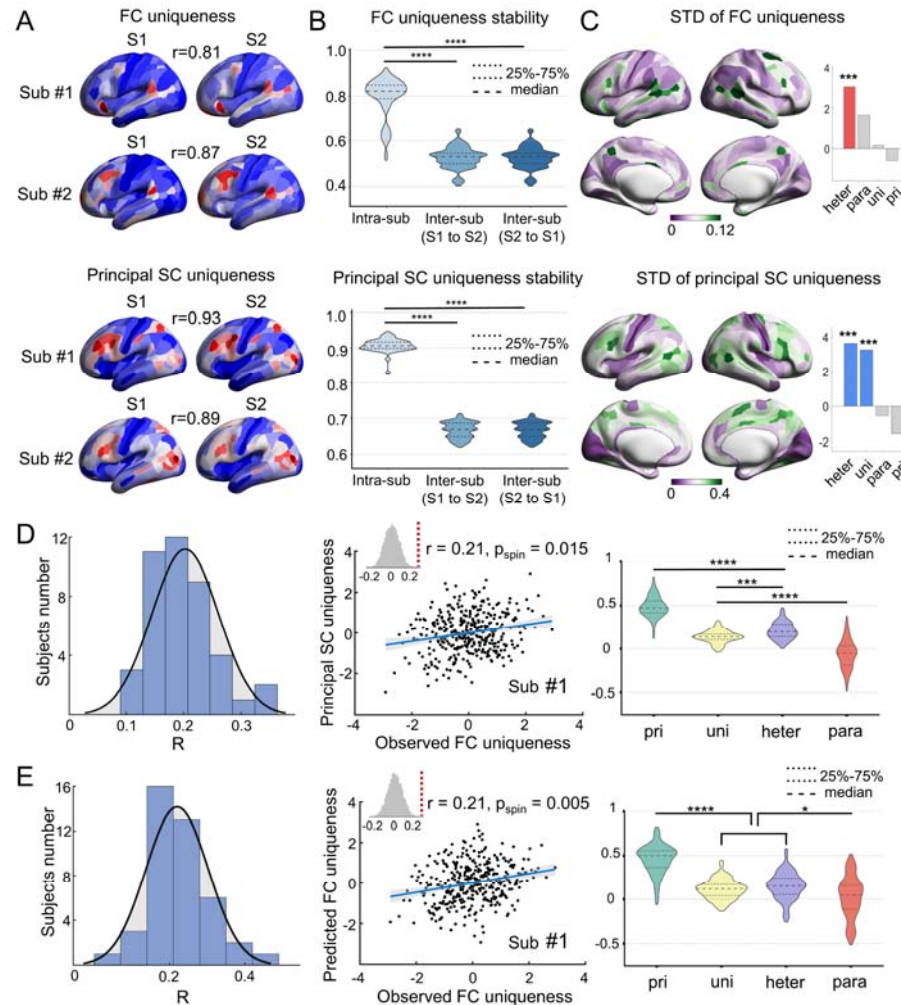 A
FC uniqueness
S1
S2
r=0.81
Sub #1
r=0.87
Sub #2
Principal SC uniqueness
S1
S2
r=0.93
Sub #1
S1
S2
r=0.89
Sub #2
B
FC uniqueness stability
1.0
0.8
0.6
0.4
****
****
25%-75%
median
Intra-sub
Inter-sub
(S1 to S2)
Inter-sub
(S2 to S1)
Principal SC uniqueness stability
1.0
0.9
0.8
0.7
0.6
****
****
25%-75%
median
Intra-sub
Inter-sub
(S1 to S2)
Inter-sub
(S2 to S1)
C
STD of FC uniqueness
0
0.12
***
4
2
0
heter
para
uni
pri
STD of principal SC uniqueness
0
0.4
***
***
4
2
0
-2
heter
uni
para
pri
D
Subjects number
12
8
4
0
0.1
0.2
0.3
R
Principal SC uniqueness
4
2
0
-2
-0.2
0
0.2
r = 0.21, pspin = 0.015
Sub #1
-4
-2
0
2
4
Observed FC uniqueness
1
0.5
0
-0.5
25%-75%
median
****
***
****
pri
uni
heter
para
E
Subjects number
16
12
8
4
0
0.2
0.4
R
Predicted FC uniqueness
4
2
0
-2
-4
-0.2
0
0.2
r = 0.21, pspin = 0.005
Sub #1
-4
-2
0
2
4
Observed FC uniqueness
1
0.5
0
-0.5
25%-75%
median
****
*
pri
uni
heter
para